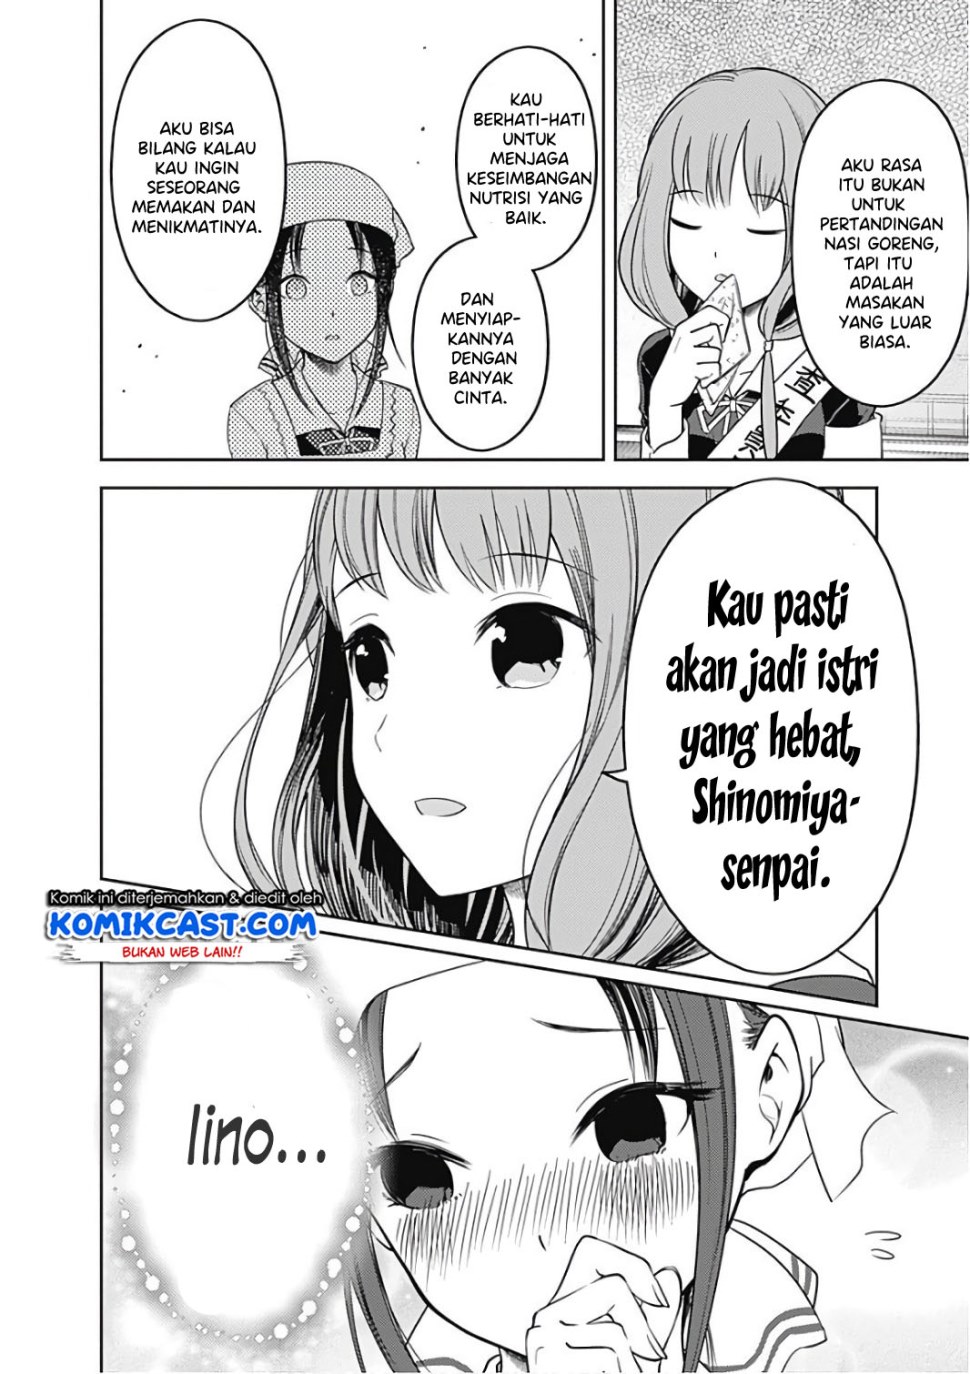 AKU RASA
ITU BUKAN
UNTUK
PERTANDINGAN
NASI GORENG,
TAPI ITU
ADALAH
MASAKAN
YANG LUAR
BIASA.
KAU
BERHATI-HATI
UNTUK
MENJAGA
KESEIMBANGAN
NUTRISI YANG
BAIK.
DAN
MENYIAP-
KANNYA
DENGAN
BANYAK
CINTA.
AKU BISA
BILANG KALAU
KAU INGIN
SESEORANG
MEMAKAN DAN
MENIKMATINYA.
Kau pasti
akan jadi istri
yang hebat,
Shinomiya-
senpai.
Komik ini diterjemahkan & diedit oleh
KOMIKCAST.COM
BUKAN WEB LAIN!!
Iino...